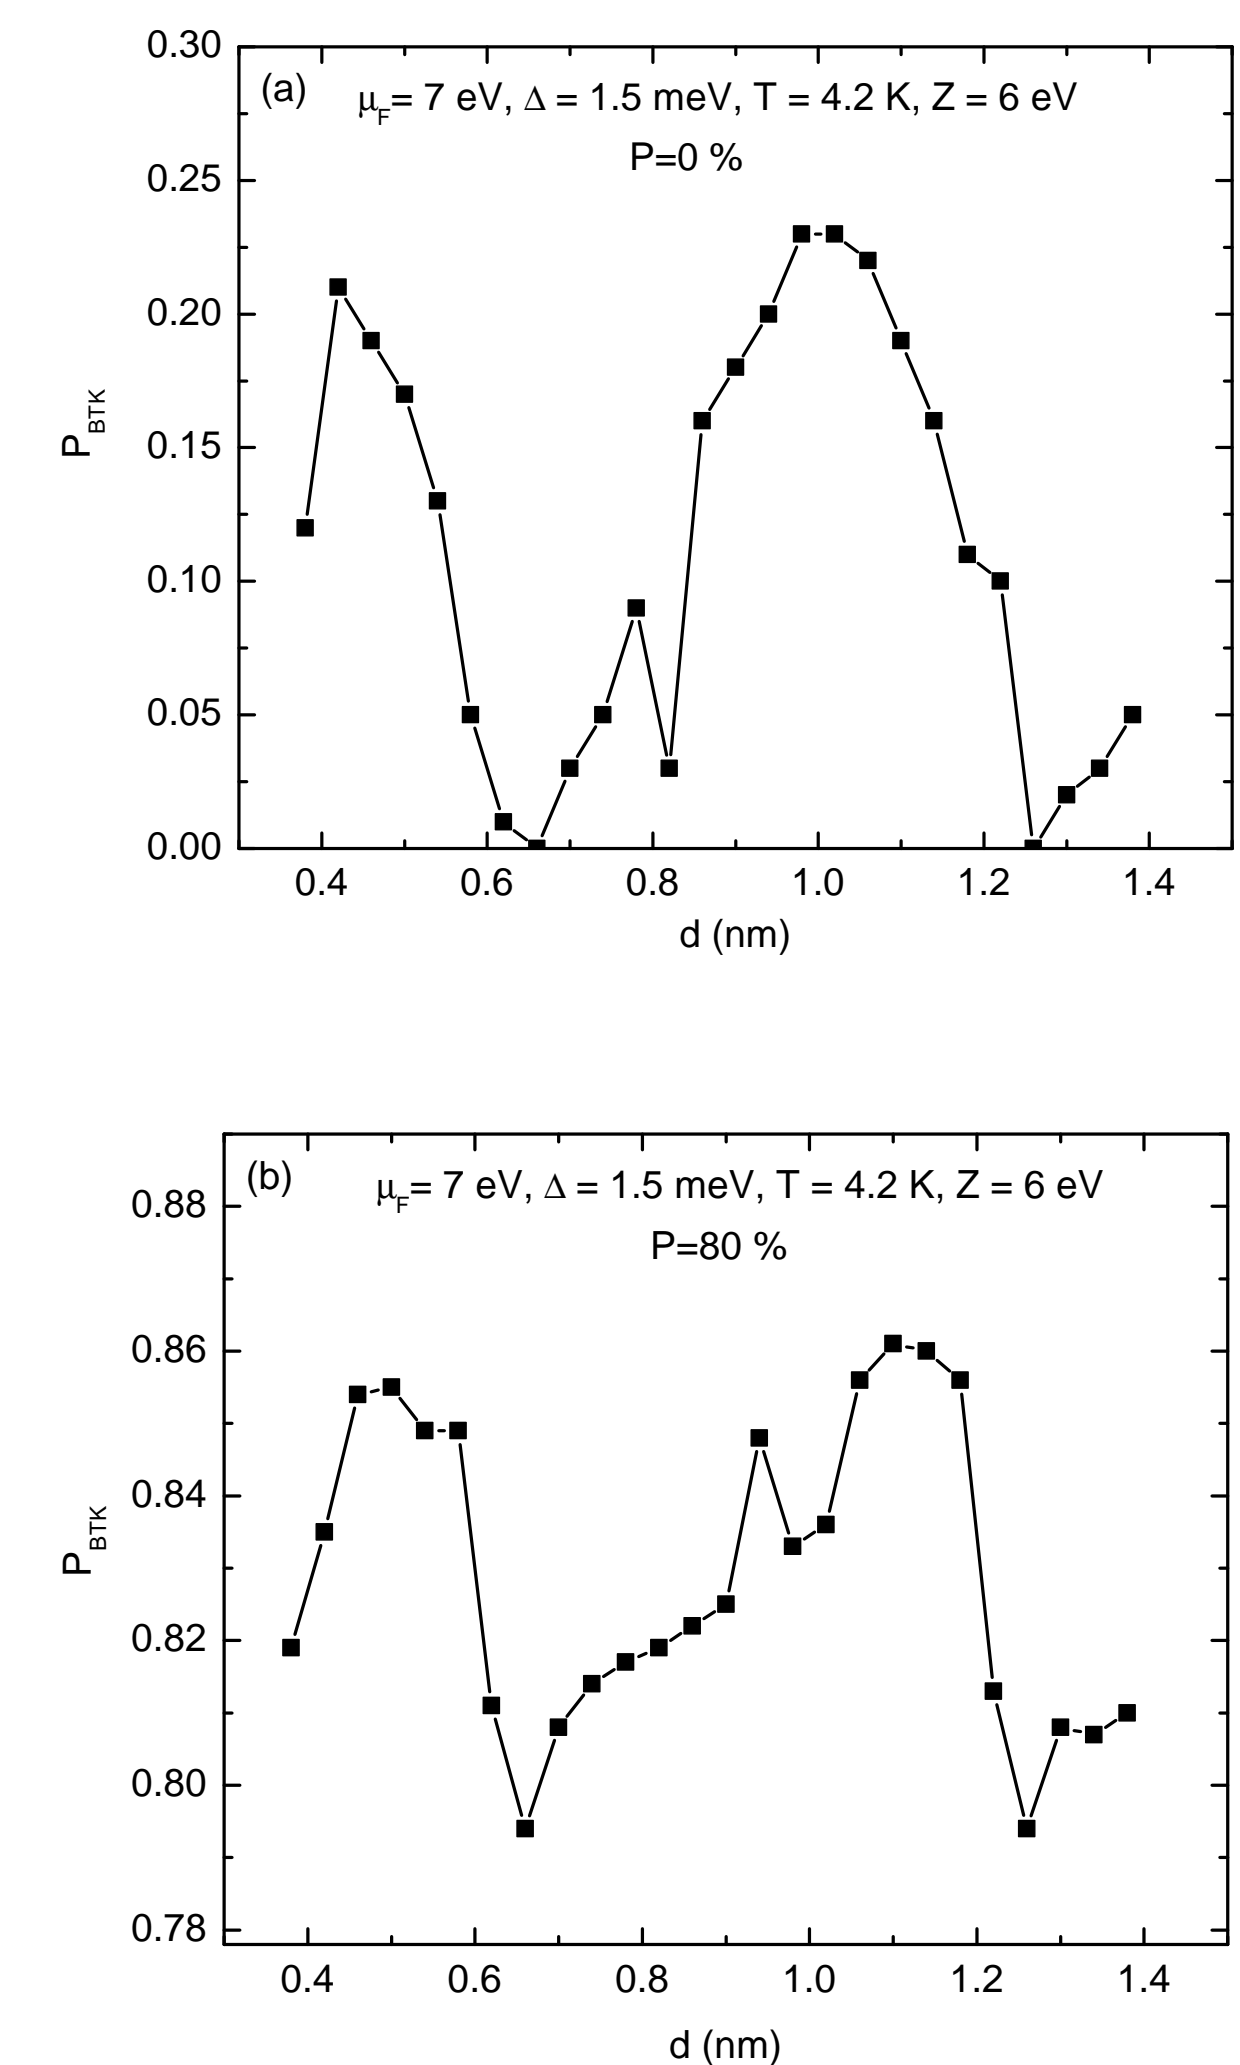 (a)
μF= 7 eV, Δ = 1.5 meV, T = 4.2 K, Z = 6 eV
P=0 %
0.30
0.25
0.20
0.15
0.10
0.05
0.00
PBTK
0.4 0.6 0.8 1.0 1.2 1.4
d (nm)
(b)
μF= 7 eV, Δ = 1.5 meV, T = 4.2 K, Z = 6 eV
P=80 %
0.88
0.86
0.84
0.82
0.80
0.78
PBTK
0.4 0.6 0.8 1.0 1.2 1.4
d (nm)